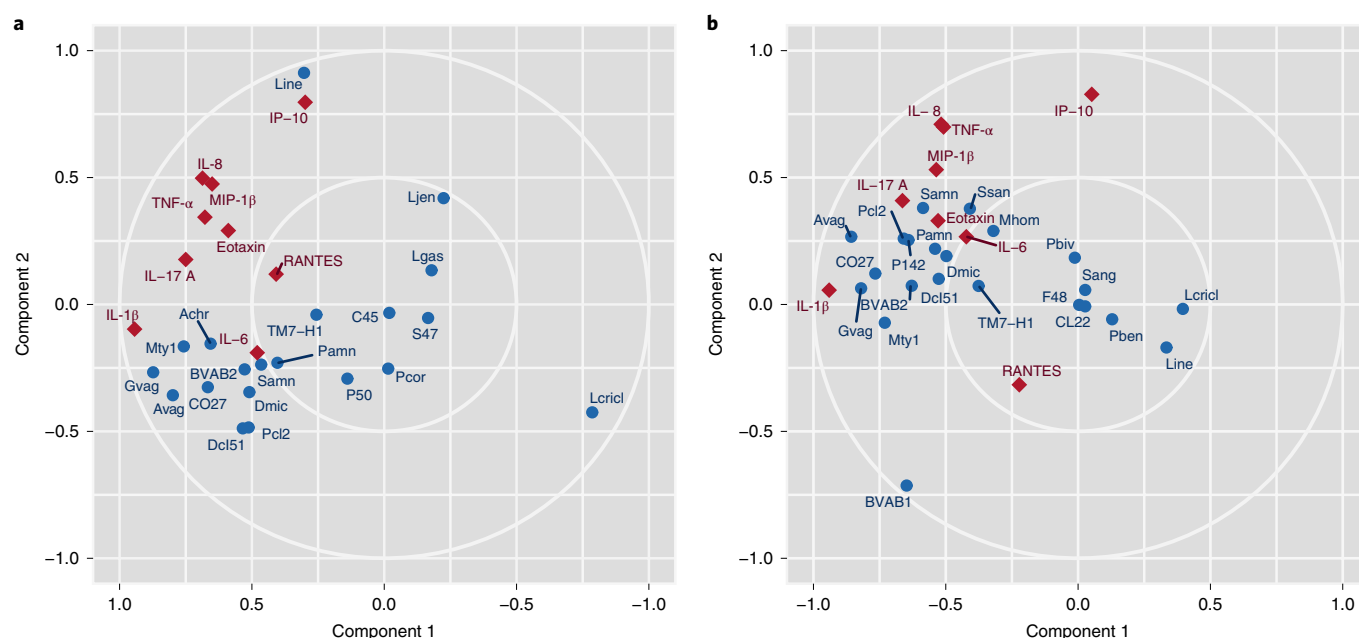 a
1.0
0.5
0.0
−0.5
−1.0
Component 2
1.0
0.5
0.0
−0.5
−1.0
Component 1
Line
IP−10
IL-8
MIP-1β
TNF-α
Eotaxin
IL−17 A
RANTES
Ljen
Lgas
IL-1β
Achr
IL-6
TM7−H1
C45
S47
Mty1
Pamn
Gvag
BVAB2
Samn
Pcor
Avag
CO27
Dmic
P50
Lcricl
Dcl51
Pcl2
b
1.0
0.5
0.0
−0.5
−1.0
Component 2
−1.0
−0.5
0.0
0.5
1.0
Component 1
IL− 8
TNF-α
IP−10
MIP-1β
IL-17 A
Samn
Ssan
Pcl2
Eotaxin
Mhom
Avag
Pamn
IL-6
Pbiv
CO27
P142
Dmic
Sang
IL-1β
BVAB2
Dcl51
F48
Lcricl
Gvag
TM7−H1
CL22
Mty1
Pben
Line
RANTES
BVAB1